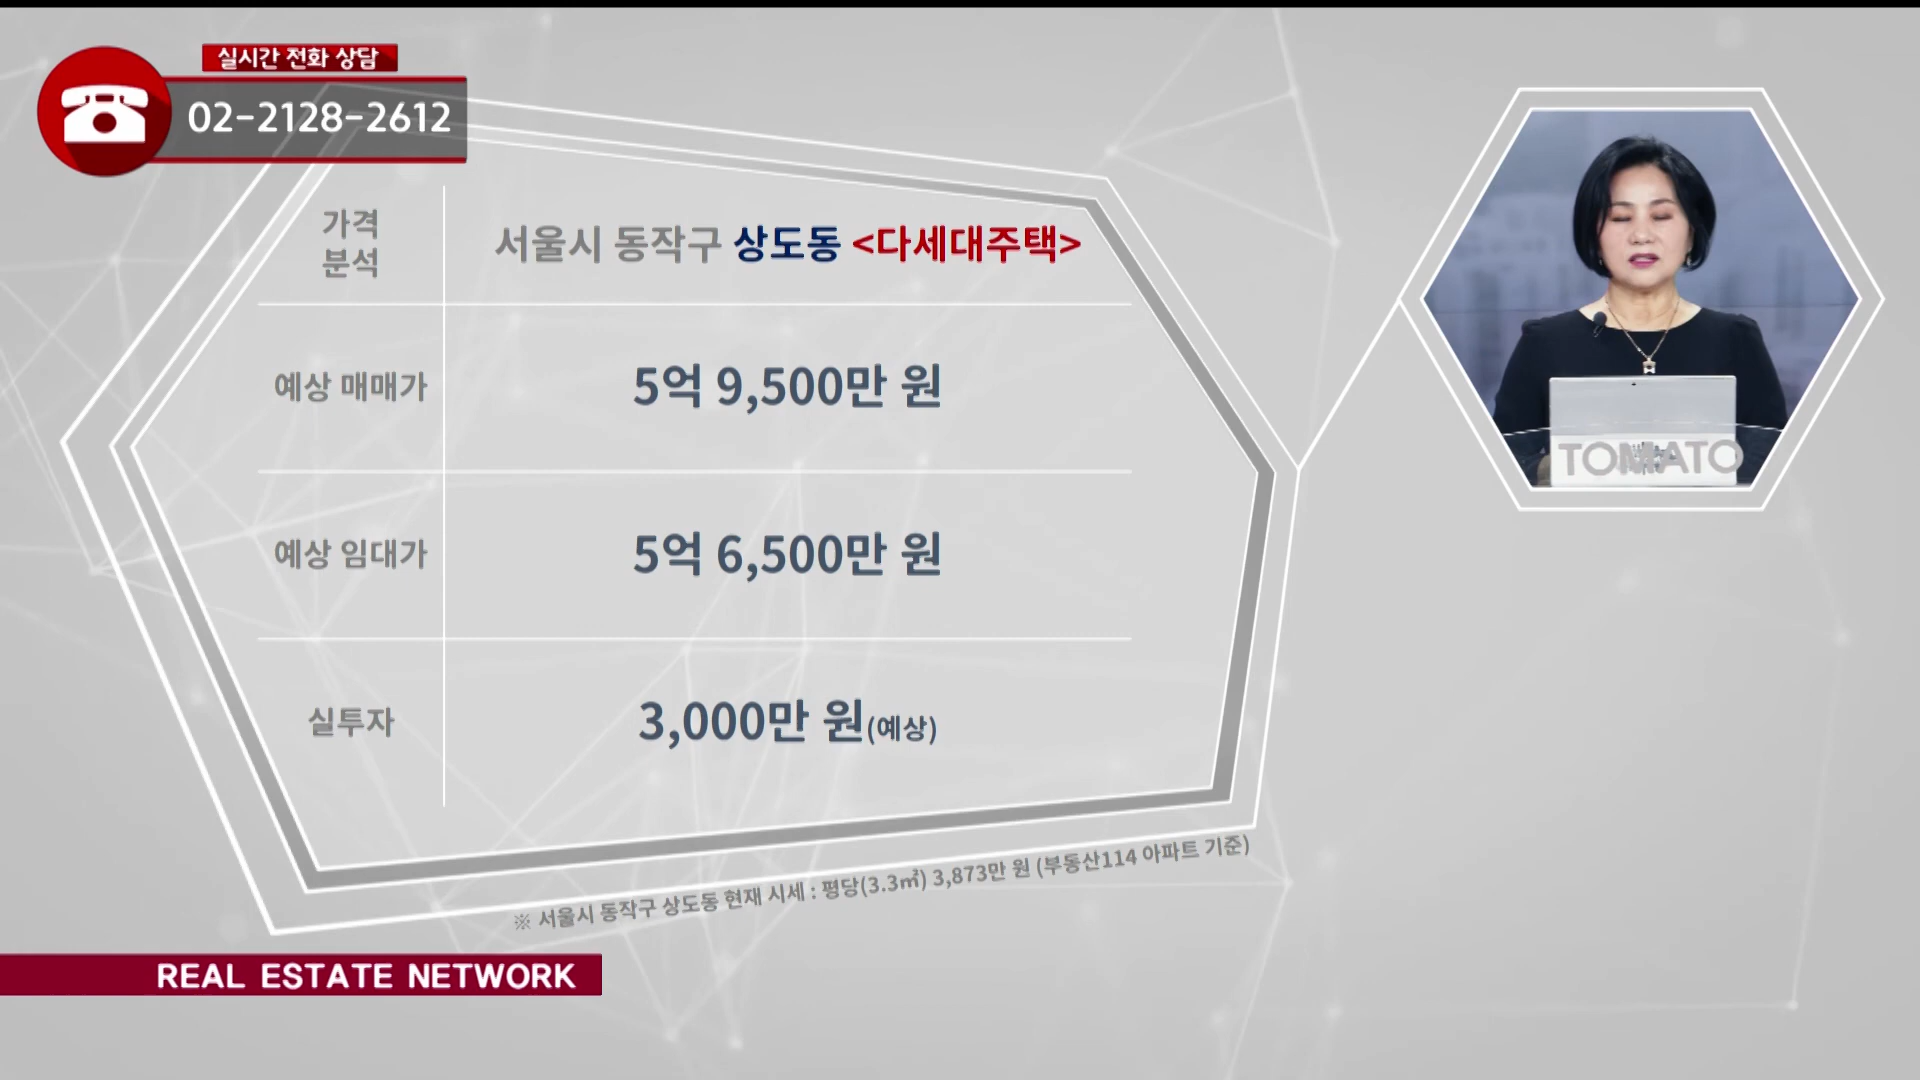 실시간 전화 상담
02-2128-2612
가격
분석
서울시 동작구 상도동 <다세대주택>
예상 매매가
5억 9,500만 원
예상 임대가
5억 6,500만 원
실투자
3,000만 원(예상)
※ 서울시 동작구 상도동 현재 시세 : 평당(3.3㎡) 3,873만 원 (부동산114 아파트 기준)
TOMATO
REAL ESTATE NETWORK